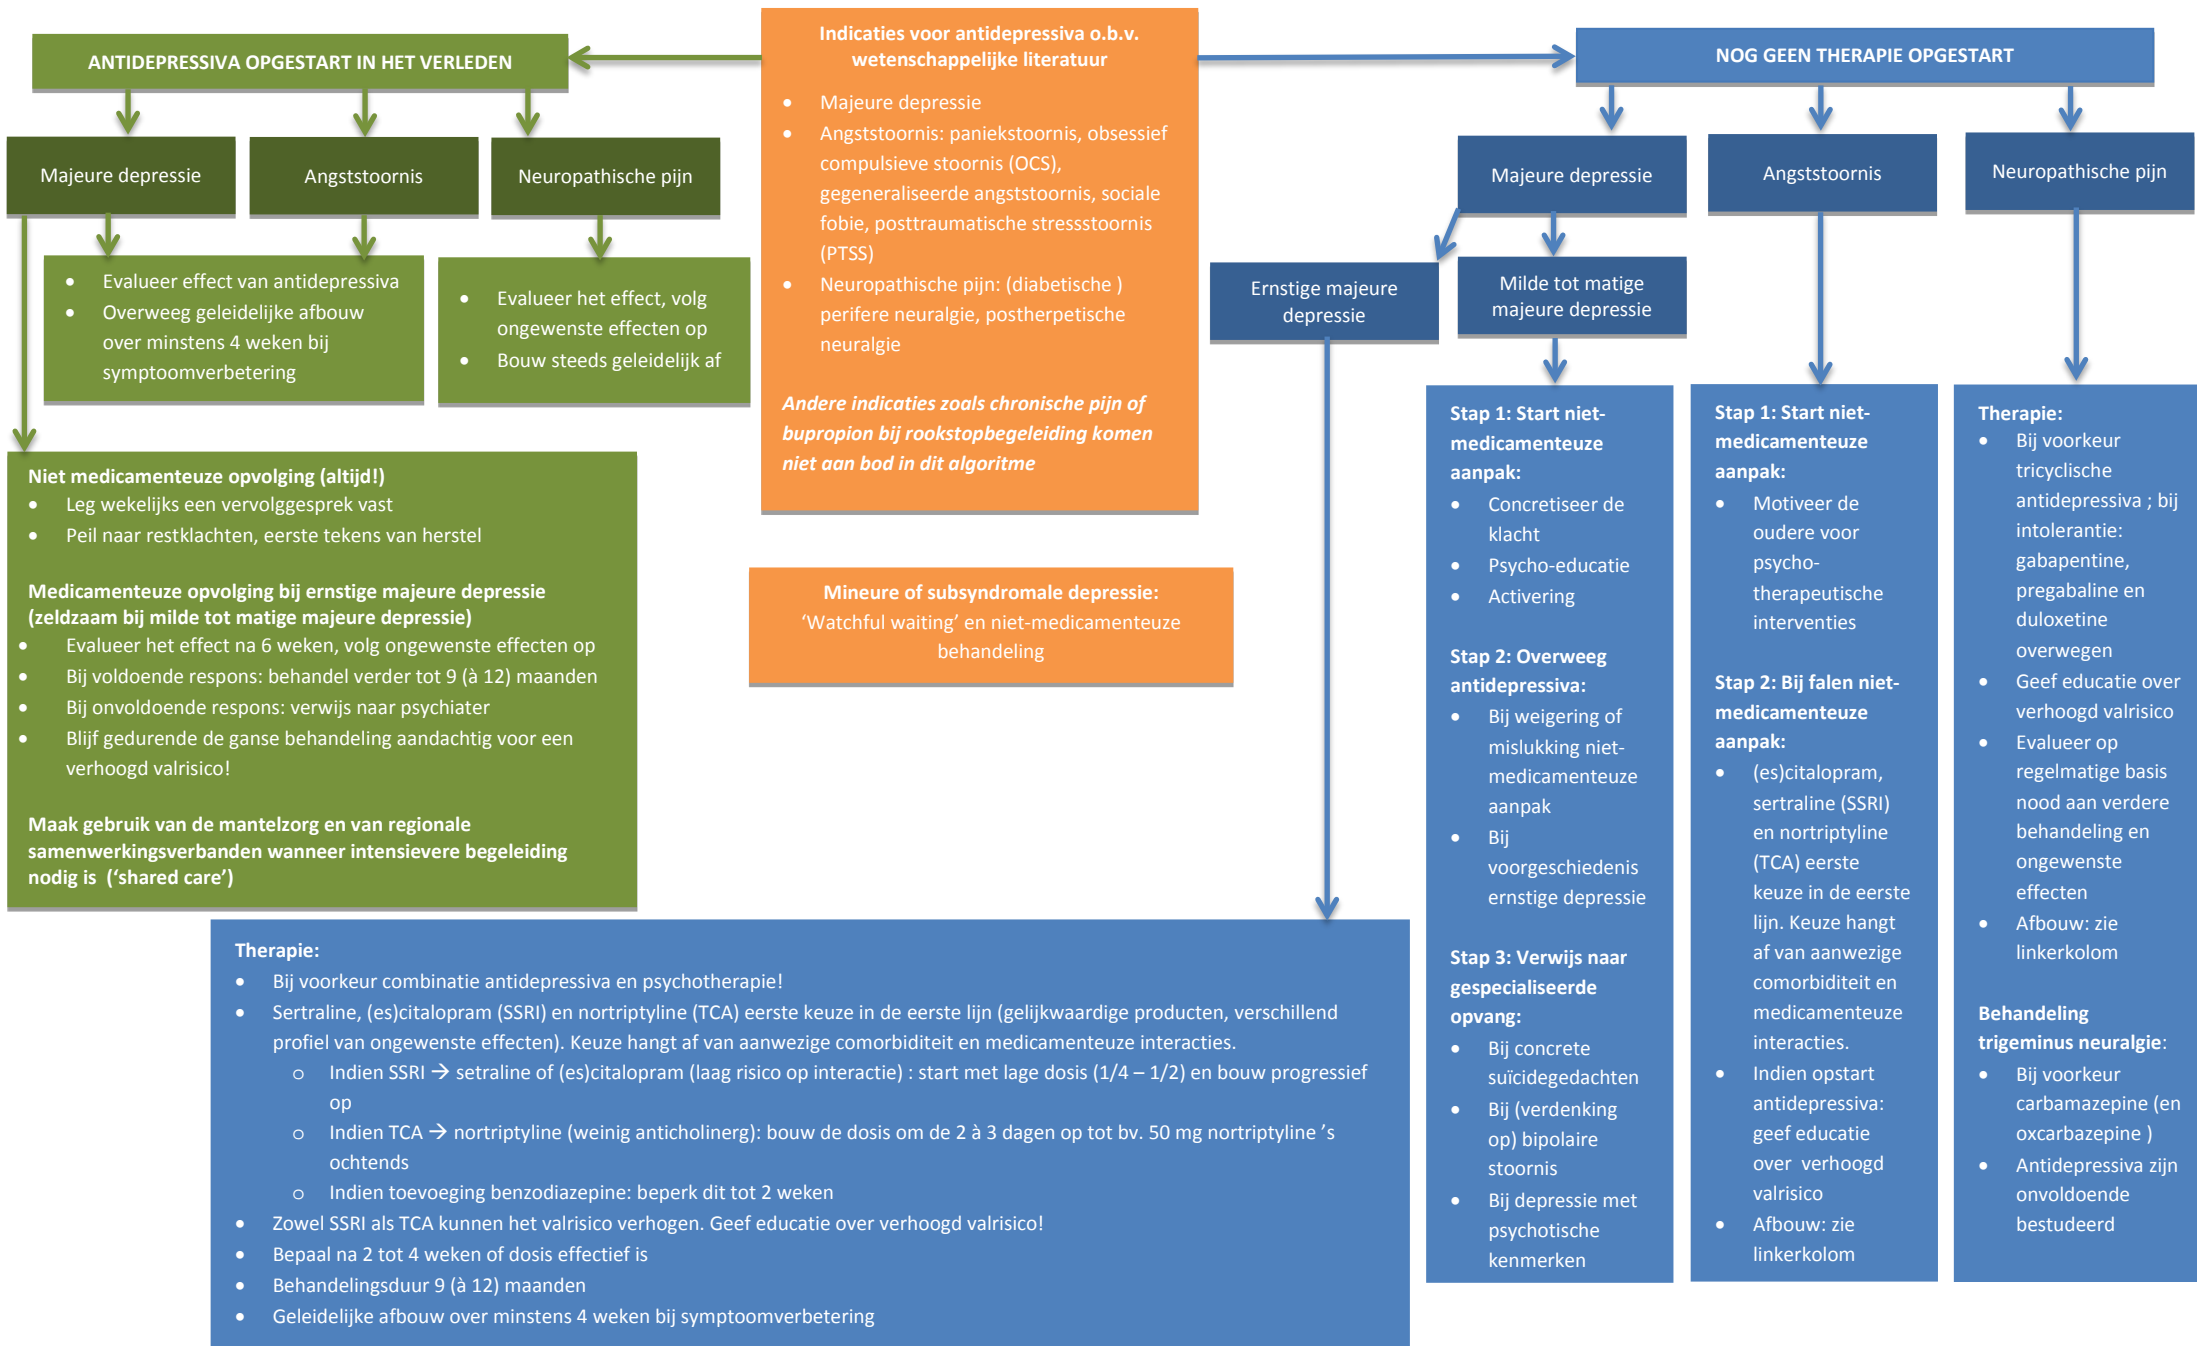 ANTIDEPRESSIVA OPGESTART IN HET VERLEDEN
Majeure depressie
Angststoornis
Neuropathische pijn
• Evalueer effect van antidepressiva
• Overweeg geleidelijke afbouw
over minstens 4 weken bij
symptoomverbetering
• Evalueer het effect, volg
ongewenste effecten op
• Bouw steeds geleidelijk af
Niet medicamenteuze opvolging (altijd!)
• Leg wekelijks een vervolggesprek vast
• Peil naar restklachten, eerste tekens van herstel
Medicamenteuze opvolging bij ernstige majeure depressie
(zeldzaam bij milde tot matige majeure depressie)
• Evalueer het effect na 6 weken, volg ongewenste effecten op
• Bij voldoende respons: behandel verder tot 9 (à 12) maanden
• Bij onvoldoende respons: verwijs naar psychiater
• Blijf gedurende de ganse behandeling aandachtig voor een
verhoogd valrisico!
Maak gebruik van de mantelzorg en van regionale
samenwerkingsverbanden wanneer intensievere begeleiding
nodig is ('shared care')
Indicaties voor antidepressiva o.b.v.
wetenschappelijke literatuur
• Majeure depressie
• Angststoornis: paniekstoornis, obsessief
compulsieve stoornis (OCS),
gegeneraliseerde angststoornis, sociale
fobie, posttraumatische stressstoornis
(PTSS)
• Neuropathische pijn: (diabetische )
perifere neuralgie, postherpetische
neuralgie
Andere indicaties zoals chronische pijn of
bupropion bij rookstopbegeleiding komen
niet aan bod in dit algoritme
Mineure of subsyndromale depressie:
‘Watchful waiting’ en niet-medicamenteuze
behandeling
NOG GEEN THERAPIE OPGESTART
Majeure depressie
Angststoornis
Neuropathische pijn
Ernstige majeure
depressie
Milde tot matige
majeure depressie
Therapie:
• Bij voorkeur combinatie antidepressiva en psychotherapie!
• Sertraline, (es)citalopram (SSRI) en nortriptyline (TCA) eerste keuze in de eerste lijn (gelijkwaardige producten, verschillend
profiel van ongewenste effecten). Keuze hangt af van aanwezige comorbiditeit en medicamenteuze interacties.
o Indien SSRI → setraline of (es)citalopram (laag risico op interactie) : start met lage dosis (1/4 – 1/2) en bouw progressief
op
o Indien TCA → nortriptyline (weinig anticholinerg): bouw de dosis om de 2 à 3 dagen op tot bv. 50 mg nortriptyline ’s
ochtends
o Indien toevoeging benzodiazepine: beperk dit tot 2 weken
• Zowel SSRI als TCA kunnen het valrisico verhogen. Geef educatie over verhoogd valrisico!
• Bepaal na 2 tot 4 weken of dosis effectief is
• Behandelingsduur 9 (à 12) maanden
• Geleidelijke afbouw over minstens 4 weken bij symptoomverbetering
Stap 1: Start niet-
medicamenteuze
aanpak:
• Concretiseer de
klacht
• Psycho-educatie
• Activering
Stap 2: Overweeg
antidepressiva:
• Bij weigering of
mislukking niet-
medicamenteuze
aanpak
• Bij
voorgeschiedenis
ernstige depressie
Stap 3: Verwijs naar
gespecialiseerde
opvang:
• Bij concrete
suïcidegedachten
• Bij (verdenking
op) bipolaire
stoornis
• Bij depressie met
psychotische
kenmerken
Stap 1: Start niet-
medicamenteuze
aanpak:
• Motiveer de
oudere voor
psycho-
therapeutische
interventies
Stap 2: Bij falen niet-
medicamenteuze
aanpak:
• (es)citalopram,
sertraline (SSRI)
en nortriptyline
(TCA) eerste
keuze in de eerste
lijn. Keuze hangt
af van aanwezige
comorbiditeit en
medicamenteuze
interacties.
• Indien opstart
antidepressiva:
geef educatie
over verhoogd
valrisico
• Afbouw: zie
linkerkolom
Therapie:
• Bij voorkeur
tricyclische
antidepressiva ; bij
intolerantie:
gabapentine,
pregabaline en
duloxetine
overwegen
• Geef educatie over
verhoogd valrisico
• Evalueer op
regelmatige basis
nood aan verdere
behandeling en
ongewenste
effecten
• Afbouw: zie
linkerkolom
Behandeling
trigeminus neuralgie:
• Bij voorkeur
carbamazepine (en
oxcarbazepine )
• Antidepressiva zijn
onvoldoende
bestudeerd